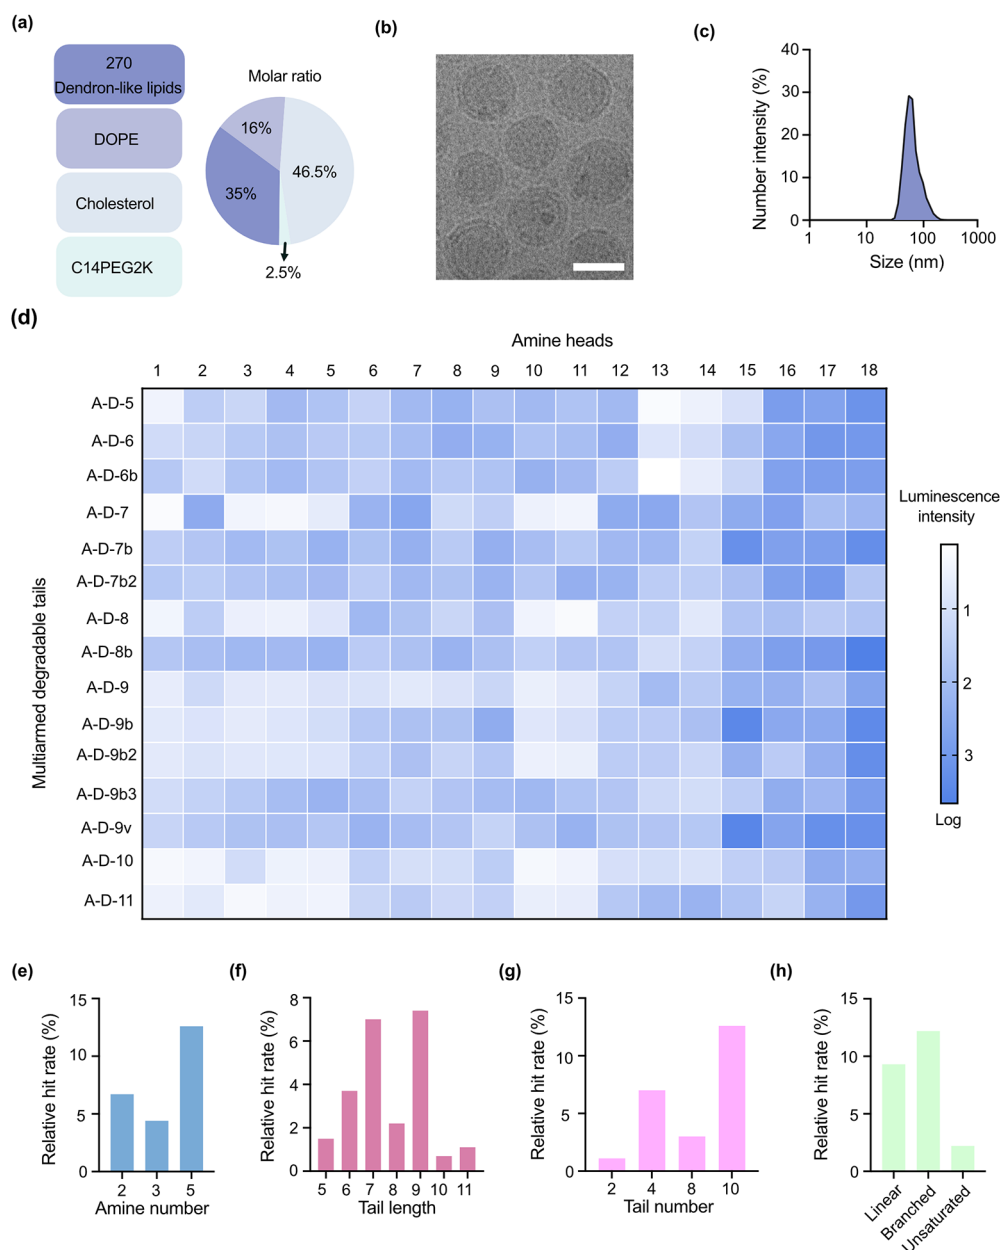 (a)
270
Dendron-like lipids
DOPE
Cholesterol
C14PEG2K
Molar ratio
16%
46.5%
35%
2.5%
(b)
(c)
Number intensity (%)
40
30
20
10
0
1 10 100 1000
Size (nm)
(d)
Amine heads
1 2 3 4 5 6 7 8 9 10 11 12 13 14 15 16 17 18
Multiarmed degradable tails
A-D-5
A-D-6
A-D-6b
A-D-7
A-D-7b
A-D-7b2
A-D-8
A-D-8b
A-D-9
A-D-9b
A-D-9b2
A-D-9b3
A-D-9v
A-D-10
A-D-11
Luminescence
intensity
1
2
3
Log
(e)
Relative hit rate (%)
15
10
5
0
2 3 5
Amine number
(f)
Relative hit rate (%)
8
6
4
2
0
5 6 7 8 9 10 11
Tail length
(g)
Relative hit rate (%)
15
10
5
0
2 4 8 10
Tail number
(h)
Relative hit rate (%)
15
10
5
0
Linear
Branched
Unsaturated